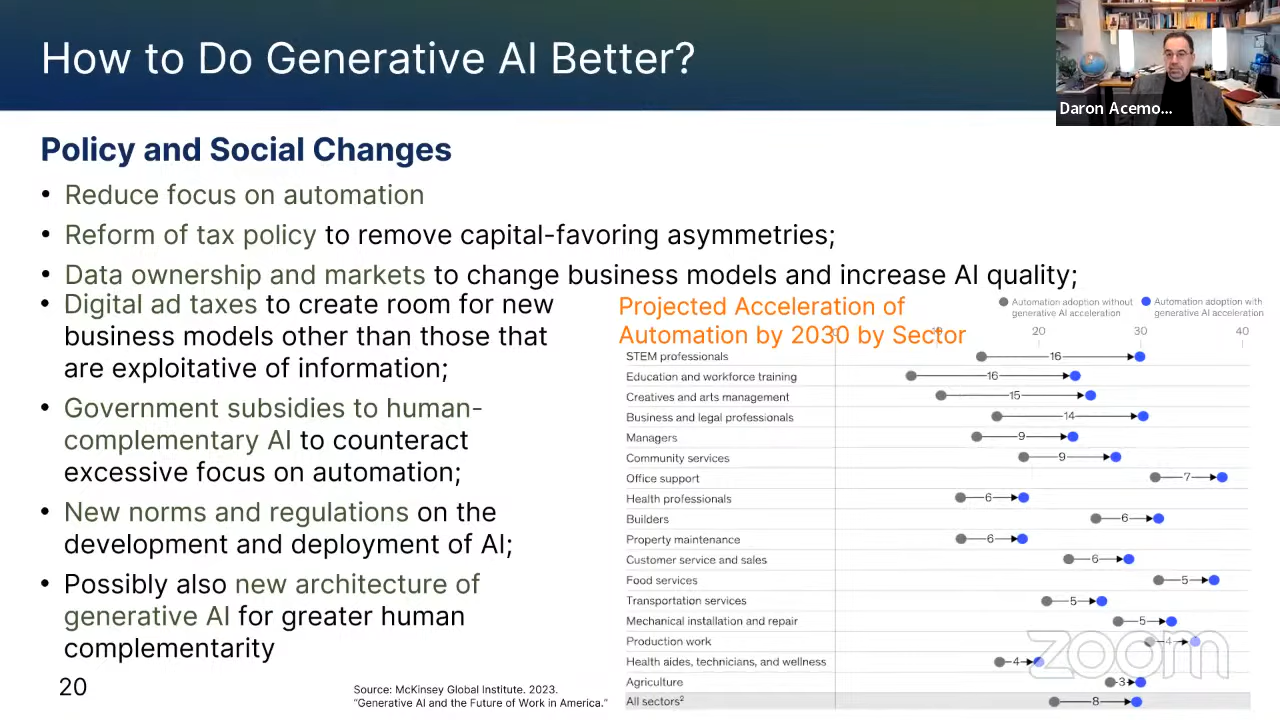 How to Do Generative AI Better?
Daron Acemo...
Policy and Social Changes
• Reduce focus on automation
• Reform of tax policy to remove capital-favoring asymmetries;
• Data ownership and markets to change business models and increase AI quality;
• Digital ad taxes to create room for new
business models other than those that
are exploitative of information;
• Government subsidies to human-
complementary AI to counteract
excessive focus on automation;
• New norms and regulations on the
development and deployment of AI;
• Possibly also new architecture of
generative AI for greater human
complementarity
20
Source: McKinsey Global Institute. 2023.
"Generative AI and the Future of Work in America."
Projected Acceleration of
Automation by 2030 by Sector
Automation adoption without
generative AI acceleration
Automation adoption with
generative AI acceleration
0 10 20 30 40
STEM professionals 16
Education and workforce training 16
Creatives and arts management 15
Business and legal professionals 14
Managers 9
Community services 9
Office support 7
Health professionals 6
Builders 6
Property maintenance 6
Customer service and sales 6
Food services 5
Transportation services 5
Mechanical installation and repair 5
Production work 4
Health aides, technicians, and wellness 4
Agriculture 3
All sectors² 8
zoom